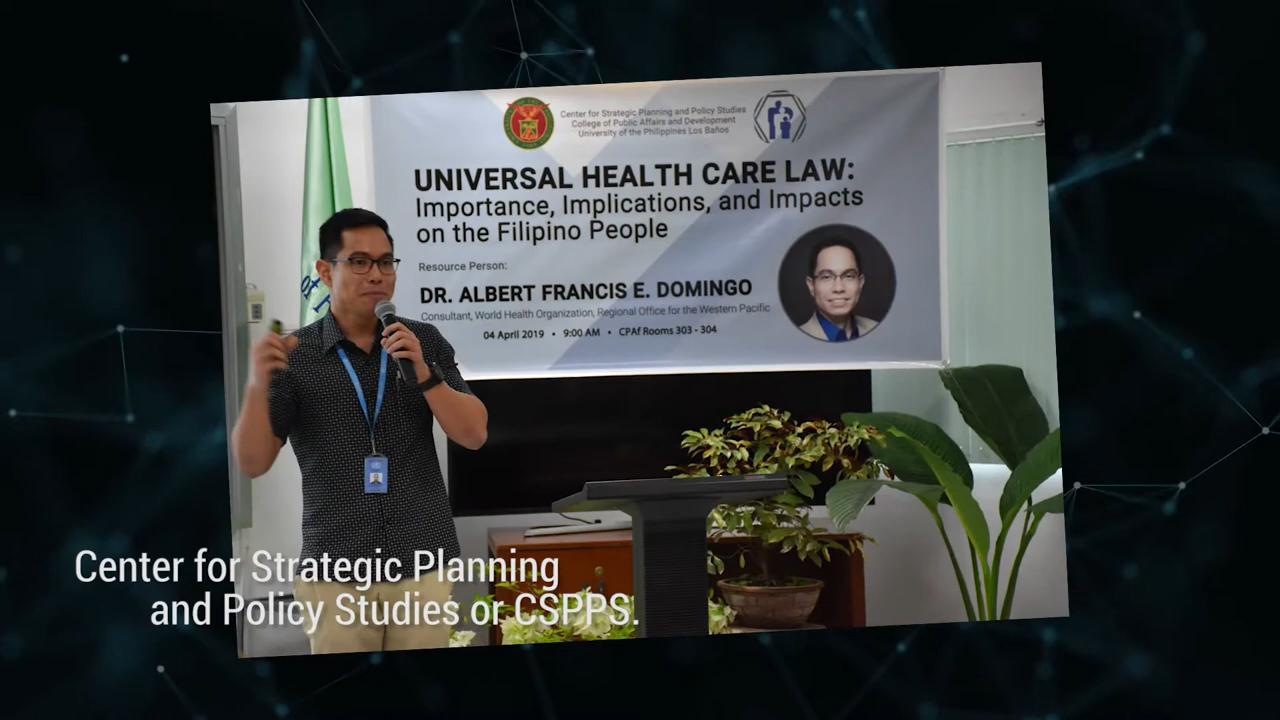 Center for Strategic Planning and Policy Studies
College of Public Affairs and Development
University of the Philippines Los Baños
UNIVERSAL HEALTH CARE LAW:
Importance, Implications, and Impacts
on the Filipino People
Resource Person:
DR. ALBERT FRANCIS E. DOMINGO
Consultant, World Health Organization, Regional Office for the Western Pacific
04 April 2019 • 9:00 AM • CPAf Rooms 303 - 304
Center for Strategic Planning
and Policy Studies or CSPPS.